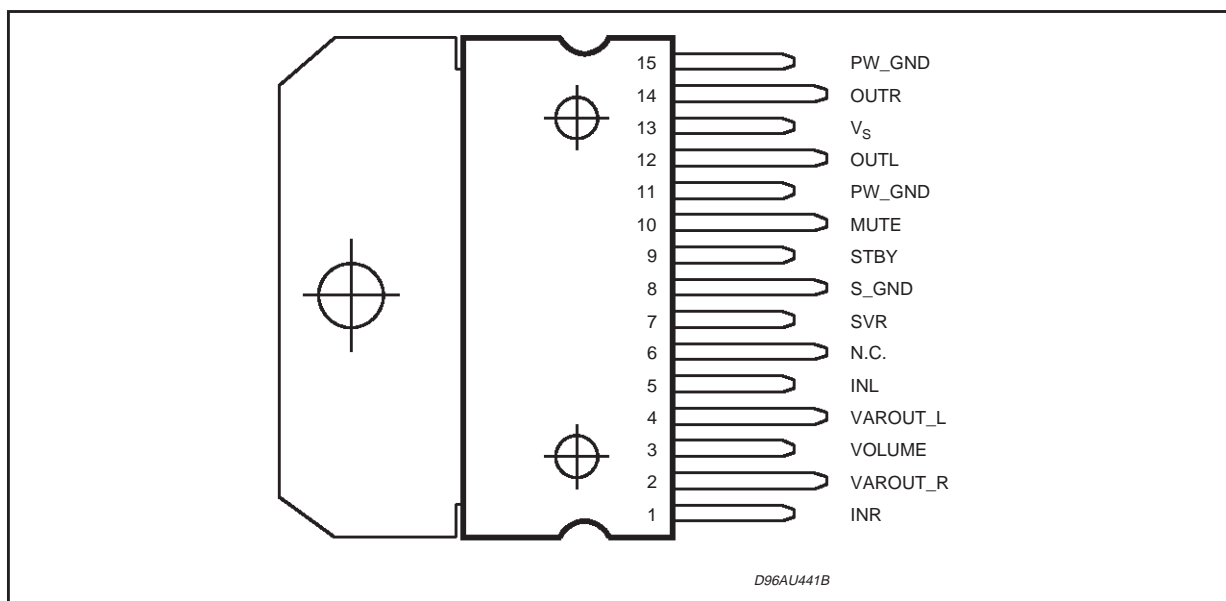 15 PW_GND
14 OUTR
13 VS
12 OUTL
11 PW_GND
10 MUTE
9 STBY
8 S_GND
7 SVR
6 N.C.
5 INL
4 VAROUT_L
3 VOLUME
2 VAROUT_R
1 INR
D96AU441B